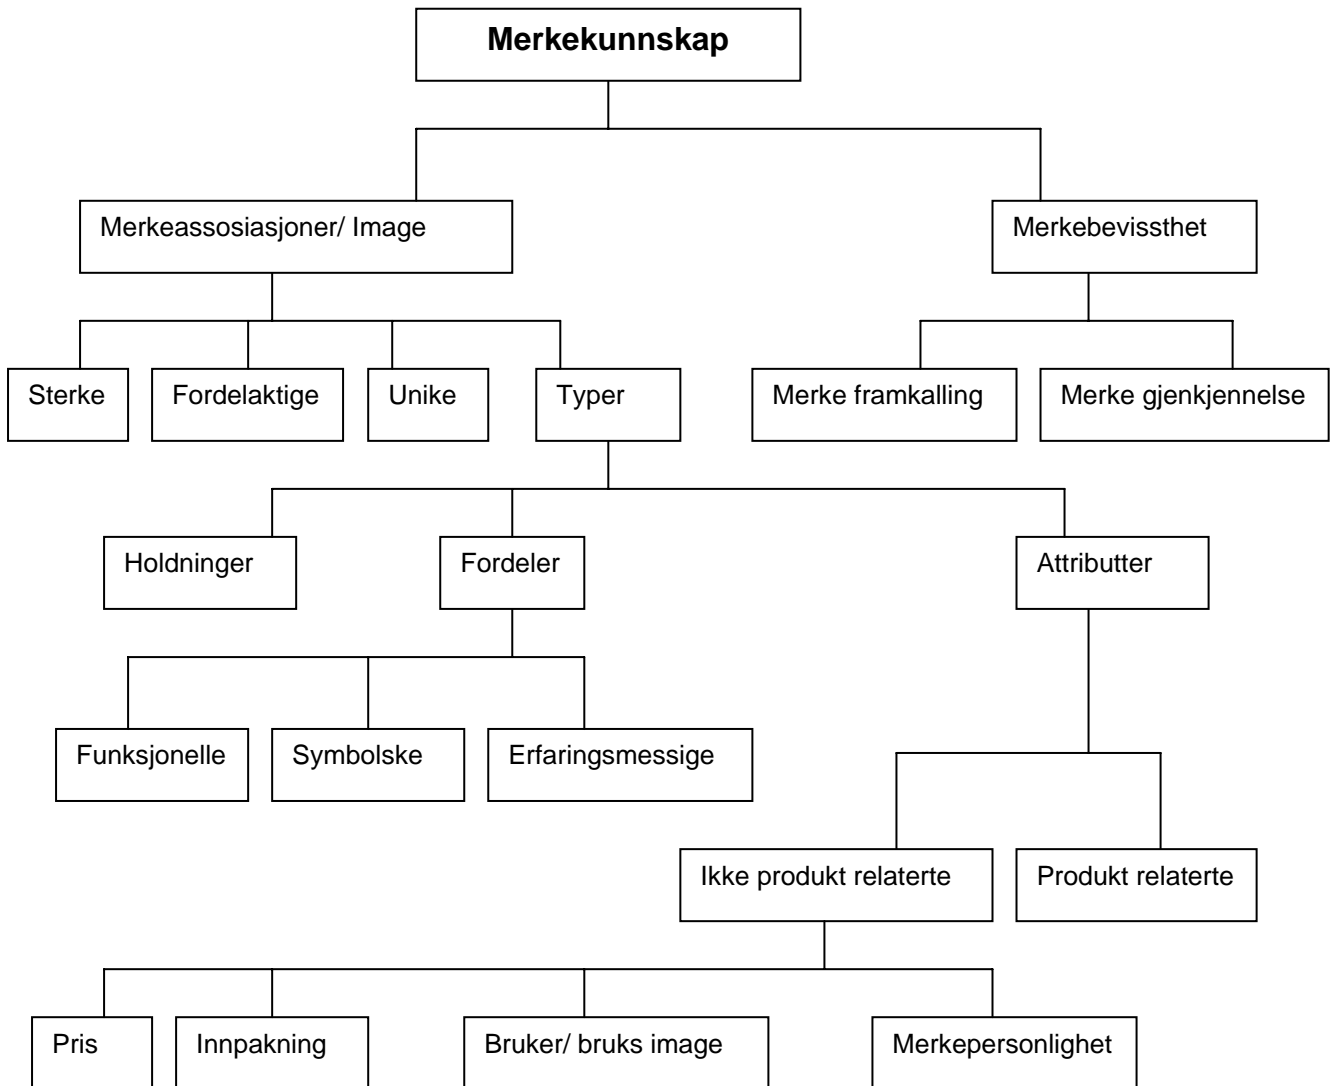 Merkekunnskap
Merkeassosiasjoner/ Image
Merkebevissthet
Sterke
Fordelaktige
Unike
Typer
Merke framkalling
Merke gjenkjennelse
Holdninger
Fordeler
Attributter
Funksjonelle
Symbolske
Erfaringsmessige
Ikke produkt relaterte
Produkt relaterte
Pris
Innpakning
Bruker/ bruks image
Merkepersonlighet